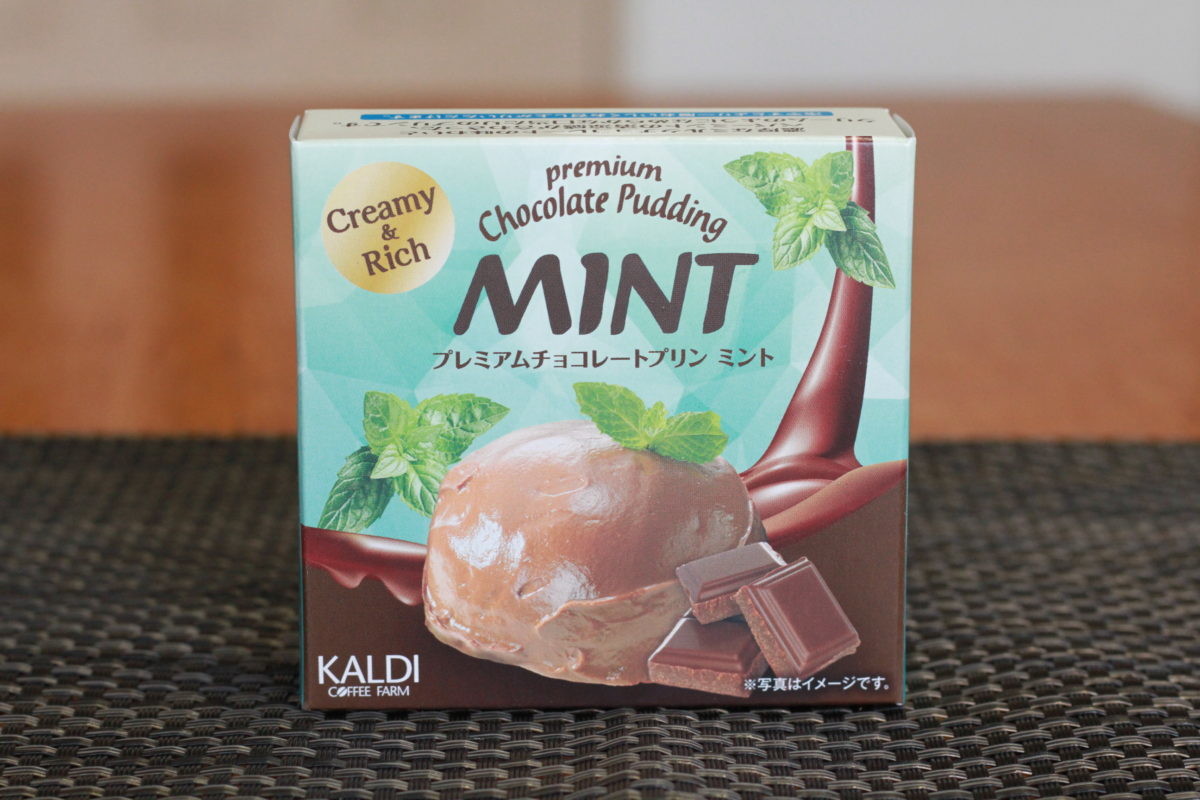 Creamy
&
Rich
premium
Chocolate Pudding
MINT
プレミアムチョコレートプリン ミント
KALDI
COFFEE FARM
※写真はイメージです。